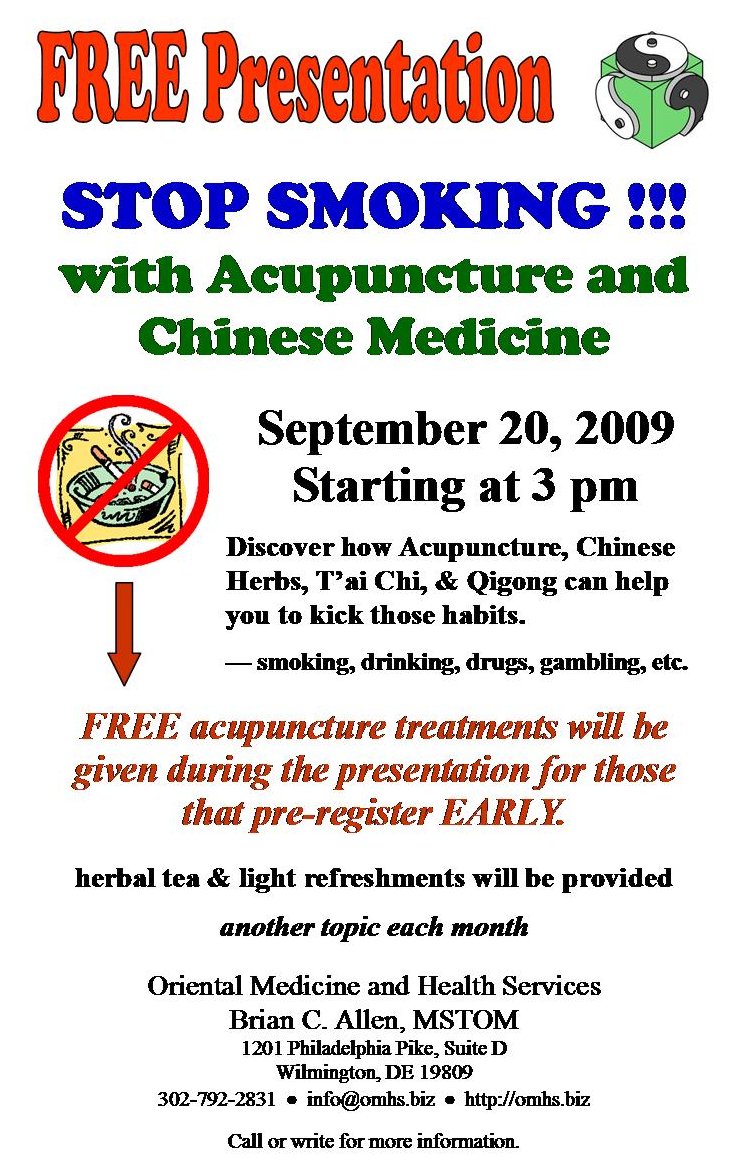 FREE Presentation
STOP SMOKING !!!
with Acupuncture and
Chinese Medicine
September 20, 2009
Starting at 3 pm
Discover how Acupuncture, Chinese
Herbs, T’ai Chi, & Qigong can help
you to kick those habits.
— smoking, drinking, drugs, gambling, etc.
FREE acupuncture treatments will be
given during the presentation for those
that pre-register EARLY.
herbal tea & light refreshments will be provided
another topic each month
Oriental Medicine and Health Services
Brian C. Allen, MSTOM
1201 Philadelphia Pike, Suite D
Wilmington, DE 19809
302-792-2831 • info@omhs.biz • http://omhs.biz
Call or write for more information.